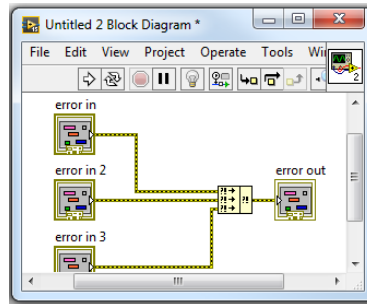 Untitled 2 Block Diagram *
File Edit View Project Operate Tools
2
error in
error in 2
error out
error in 3
?!
?!
?!
?!